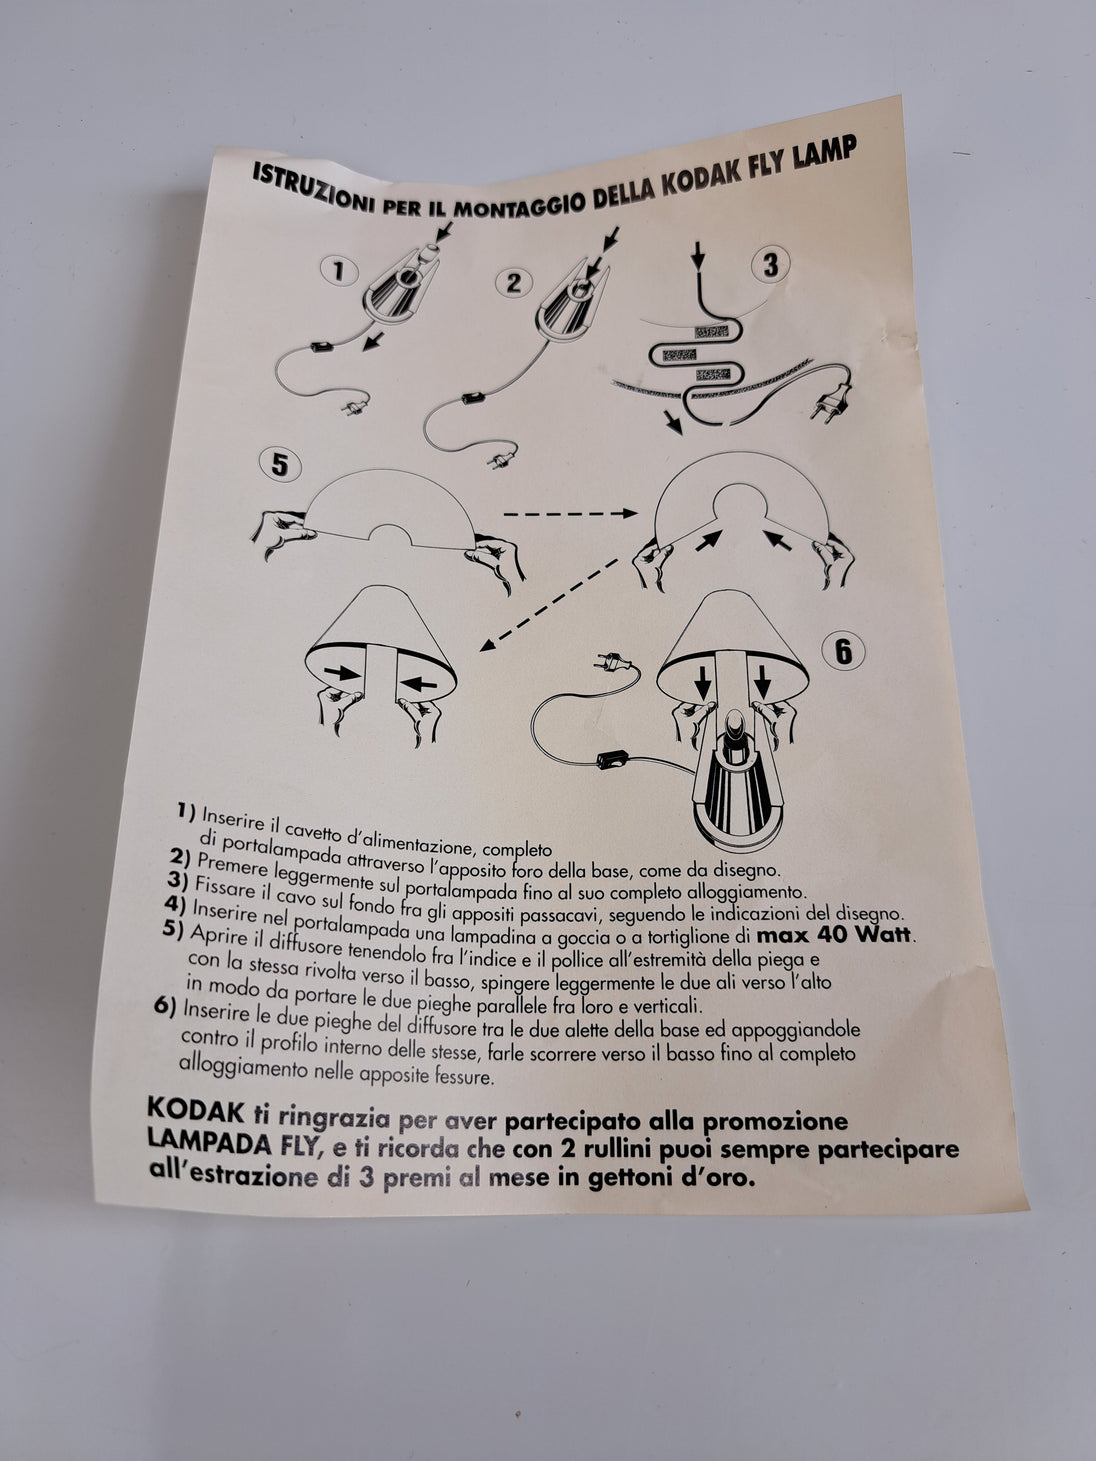 ISTRUZIONI PER IL MONTAGGIO DELLA KODAK FLY LAMP
1
2
3
5
6
1) Inserire il cavetto d'alimentazione, completo
di portalampada attraverso l'apposito foro della base, come da disegno.
2) Premere leggermente sul portalampada fino al suo completo alloggiamento.
3) Fissare il cavo sul fondo fra gli appositi passacavi, seguendo le indicazioni del disegno.
4) Inserire nel portalampada una lampadina a goccia o a tortiglione di max 40 Watt.
5) Aprire il diffusore tenendolo fra l'indice e il pollice all'estremità della piega e
con la stessa rivolta verso il basso, spingere leggermente le due ali verso l'alto
in modo da portare le due pieghe parallele fra loro e verticali.
6) Inserire le due pieghe del diffusore tra le due alette della base ed appoggiandole
contro il profilo interno delle stesse, farle scorrere verso il basso fino al completo
alloggiamento nelle apposite fessure.
KODAK ti ringrazia per aver partecipato alla promozione
LAMPADA FLY, e ti ricorda che con 2 rullini puoi sempre partecipare
all'estrazione di 3 premi al mese in gettoni d'oro.